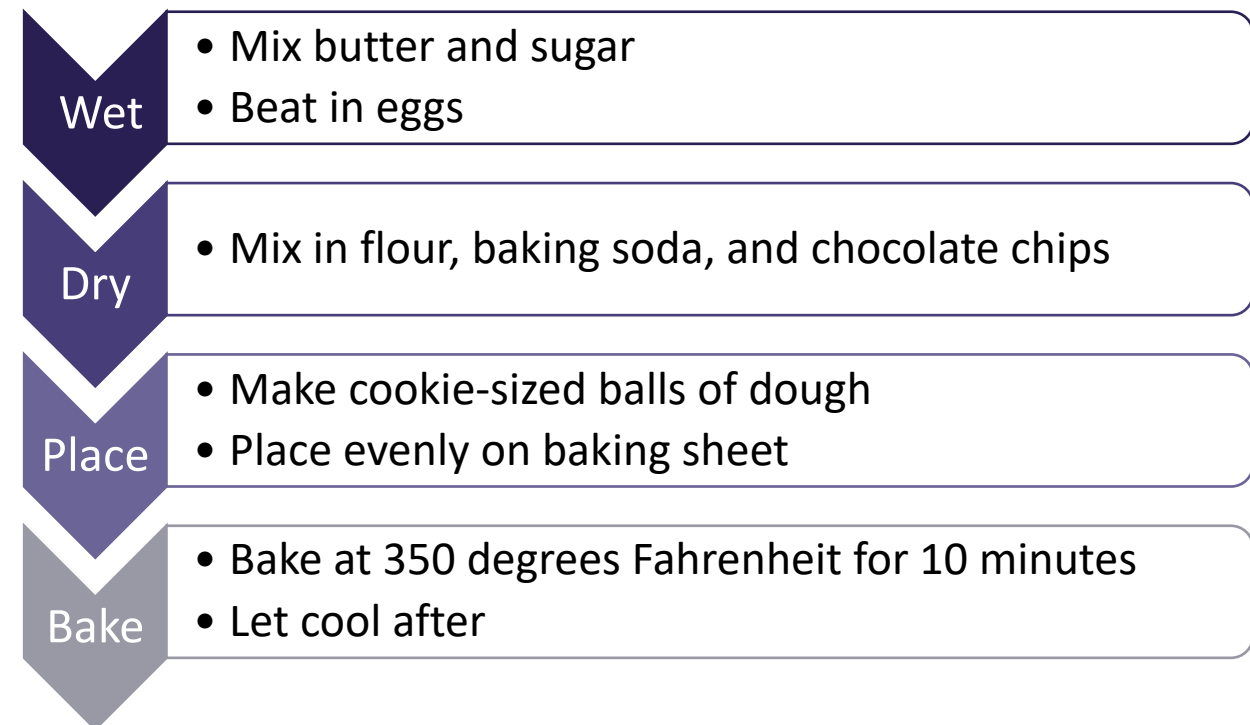 Wet
• Mix butter and sugar
• Beat in eggs
Dry
• Mix in flour, baking soda, and chocolate chips
Place
• Make cookie-sized balls of dough
• Place evenly on baking sheet
Bake
• Bake at 350 degrees Fahrenheit for 10 minutes
• Let cool after